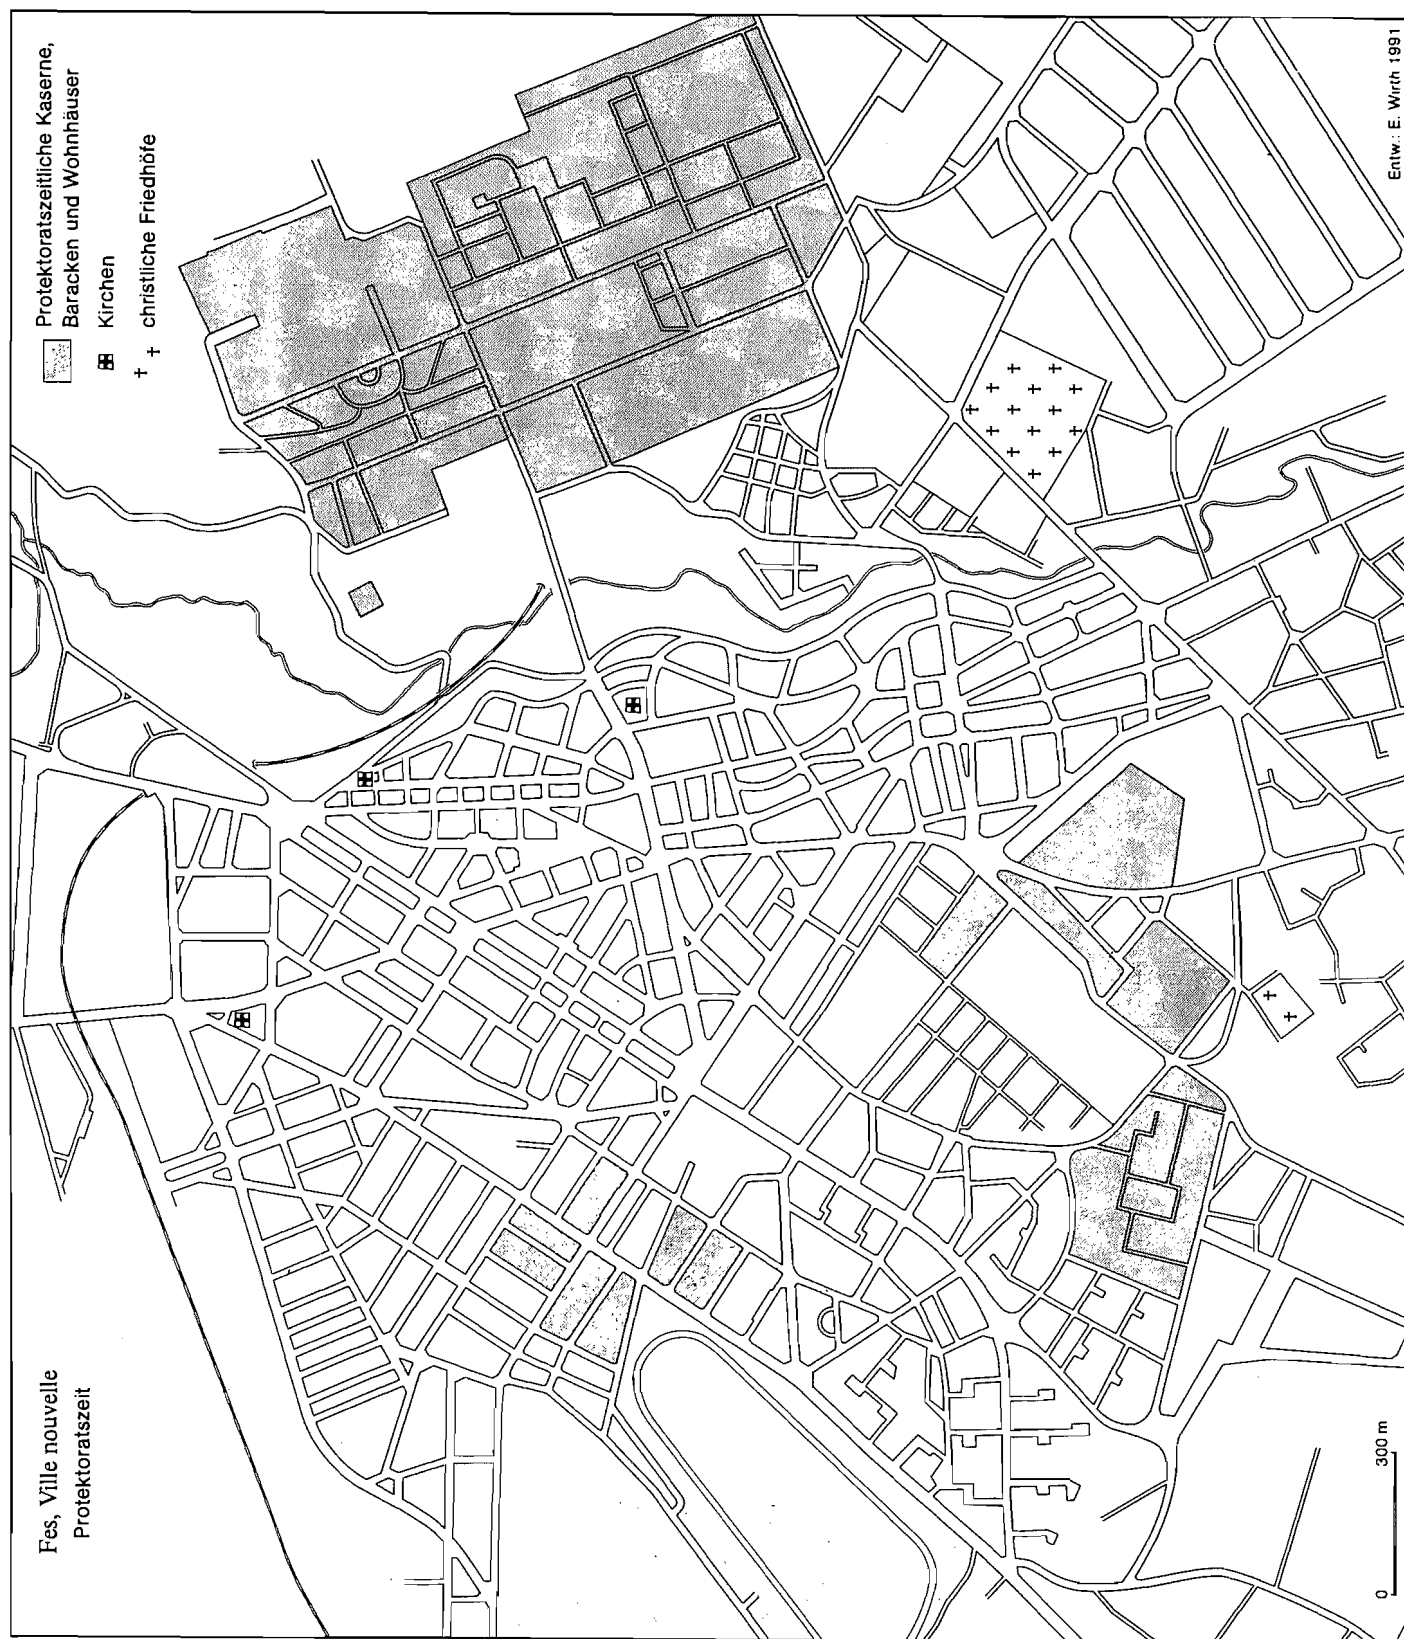 Fes, Ville nouvelle
Protektoratszeit
Protektoratszeitliche Kaserne,
Baracken und Wohnhäuser
Kirchen
christliche Friedhöfe
0 300 m
Entw.: E. Wirth 1991